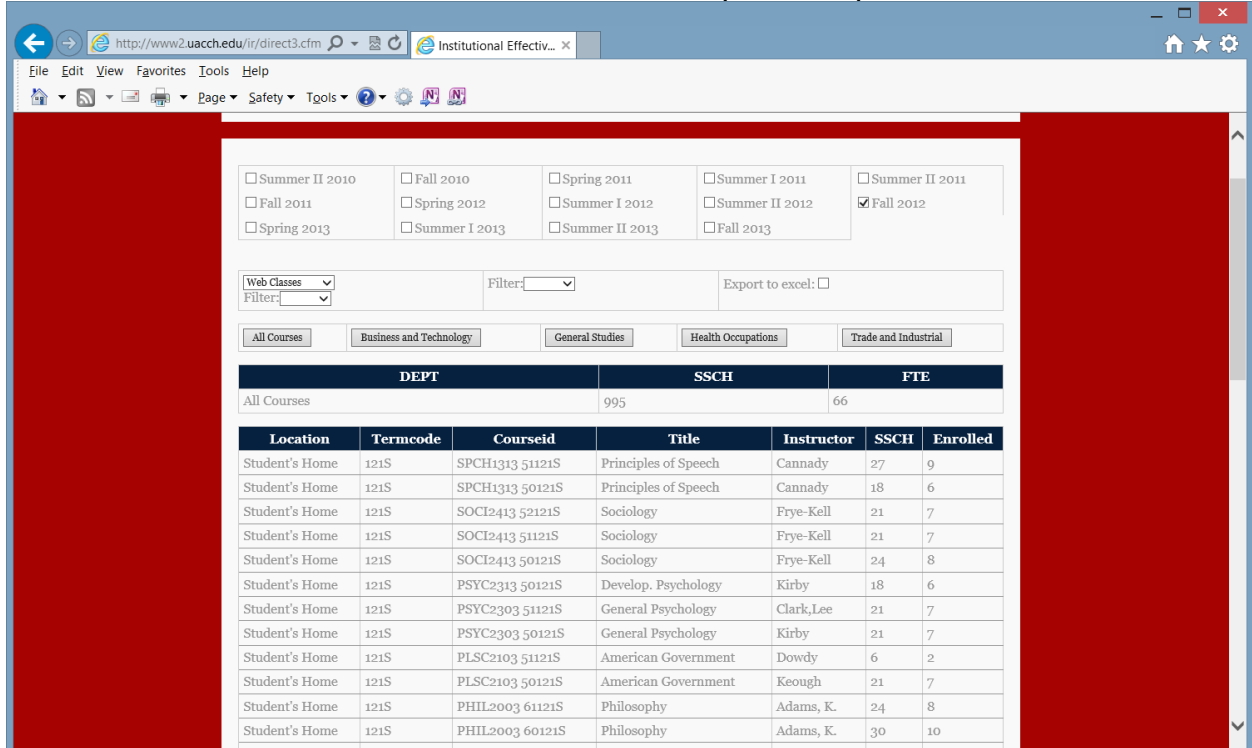 http://www2.uacch.edu/ir/direct3.cfm Institutional Effectiv...
File Edit View Favorites Tools Help
Page Safety Tools
Summer II 2010 Fall 2010 Spring 2011 Summer I 2011 Summer II 2011
Fall 2011 Spring 2012 Summer I 2012 Summer II 2012 Fall 2012
Spring 2013 Summer I 2013 Summer II 2013 Fall 2013
Web Classes Filter: Export to excel:
Filter:
All Courses Business and Technology General Studies Health Occupations Trade and Industrial
DEPT SSCH FTE
All Courses 995 66
Location Termcode Courseid Title Instructor SSCH Enrolled
Student's Home 121S SPCH1313 51121S Principles of Speech Cannady 27 9
Student's Home 121S SPCH1313 50121S Principles of Speech Cannady 18 6
Student's Home 121S SOCI2413 52121S Sociology Frye-Kell 21 7
Student's Home 121S SOCI2413 51121S Sociology Frye-Kell 21 7
Student's Home 121S SOCI2413 50121S Sociology Frye-Kell 24 8
Student's Home 121S PSYC2313 50121S Develop. Psychology Kirby 18 6
Student's Home 121S PSYC2303 51121S General Psychology Clark,Lee 21 7
Student's Home 121S PSYC2303 50121S General Psychology Kirby 21 7
Student's Home 121S PLSC2103 51121S American Government Dowdy 6 2
Student's Home 121S PLSC2103 50121S American Government Keough 21 7
Student's Home 121S PHIL2003 61121S Philosophy Adams, K. 24 8
Student's Home 121S PHIL2003 60121S Philosophy Adams, K. 30 10